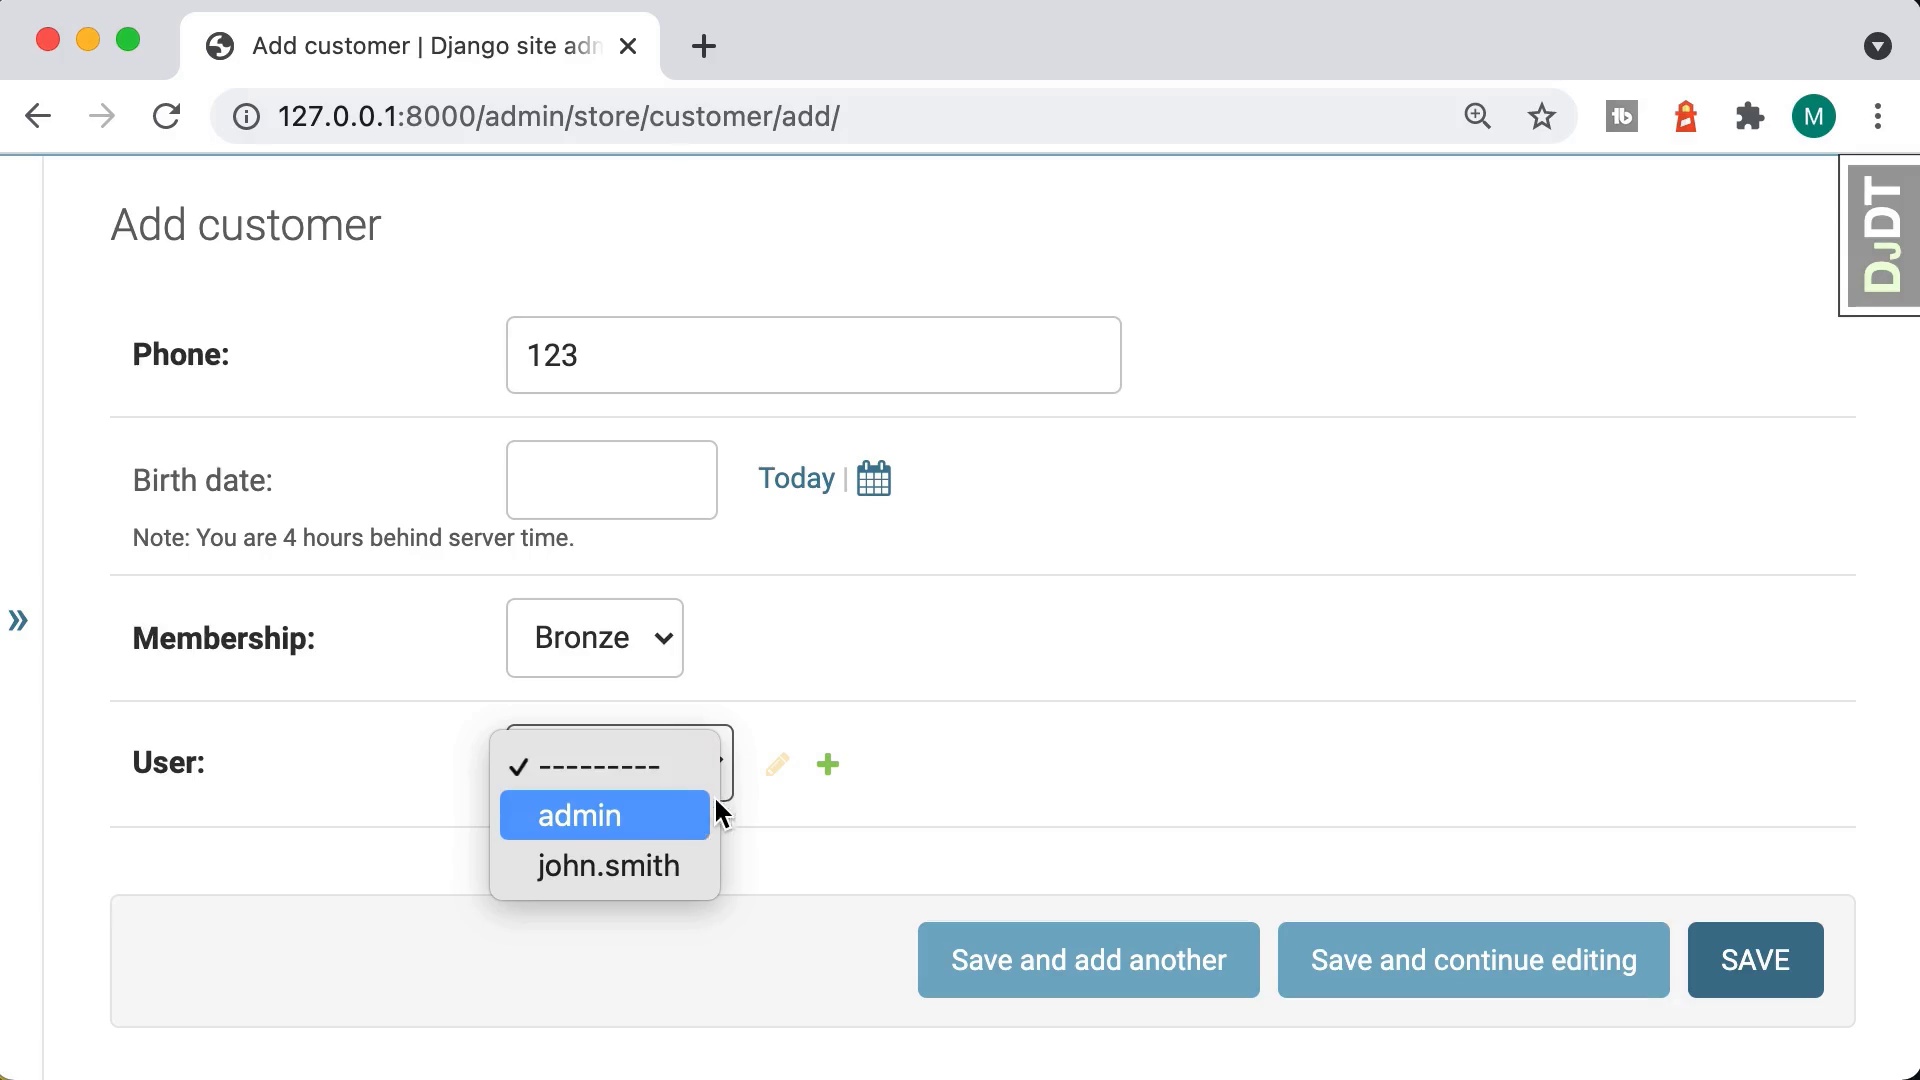 Add customer | Django site adn
127.0.0.1:8000/admin/store/customer/add/
M
DJDT
Add customer
Phone: 123
Birth date: Today |
Note: You are 4 hours behind server time.
Membership: Bronze
User: ✓ ---------
admin
john.smith
Save and add another Save and continue editing SAVE